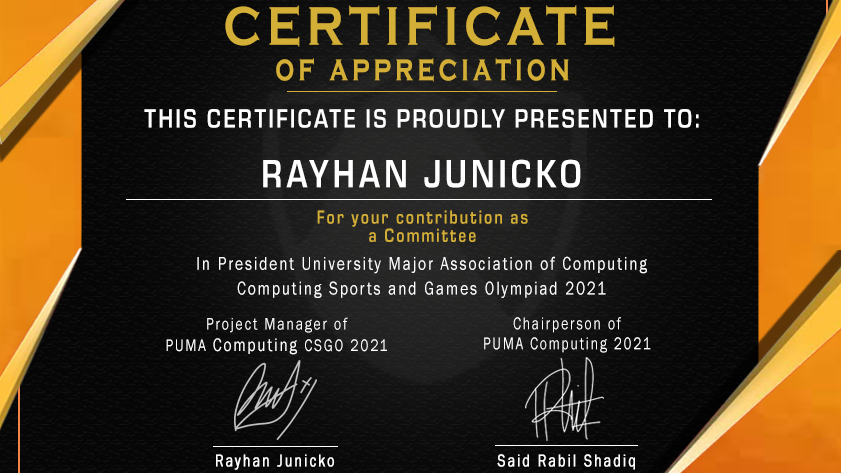 CERTIFICATE
OF APPRECIATION
THIS CERTIFICATE IS PROUDLY PRESENTED TO:
RAYHAN JUNICKO
For your contribution as
a Committee
In President University Major Association of Computing
Computing Sports and Games Olympiad 2021
Project Manager of
PUMA Computing CSGO 2021
Chairperson of
PUMA Computing 2021
Rayhan Junicko
Said Rabil Shadiq